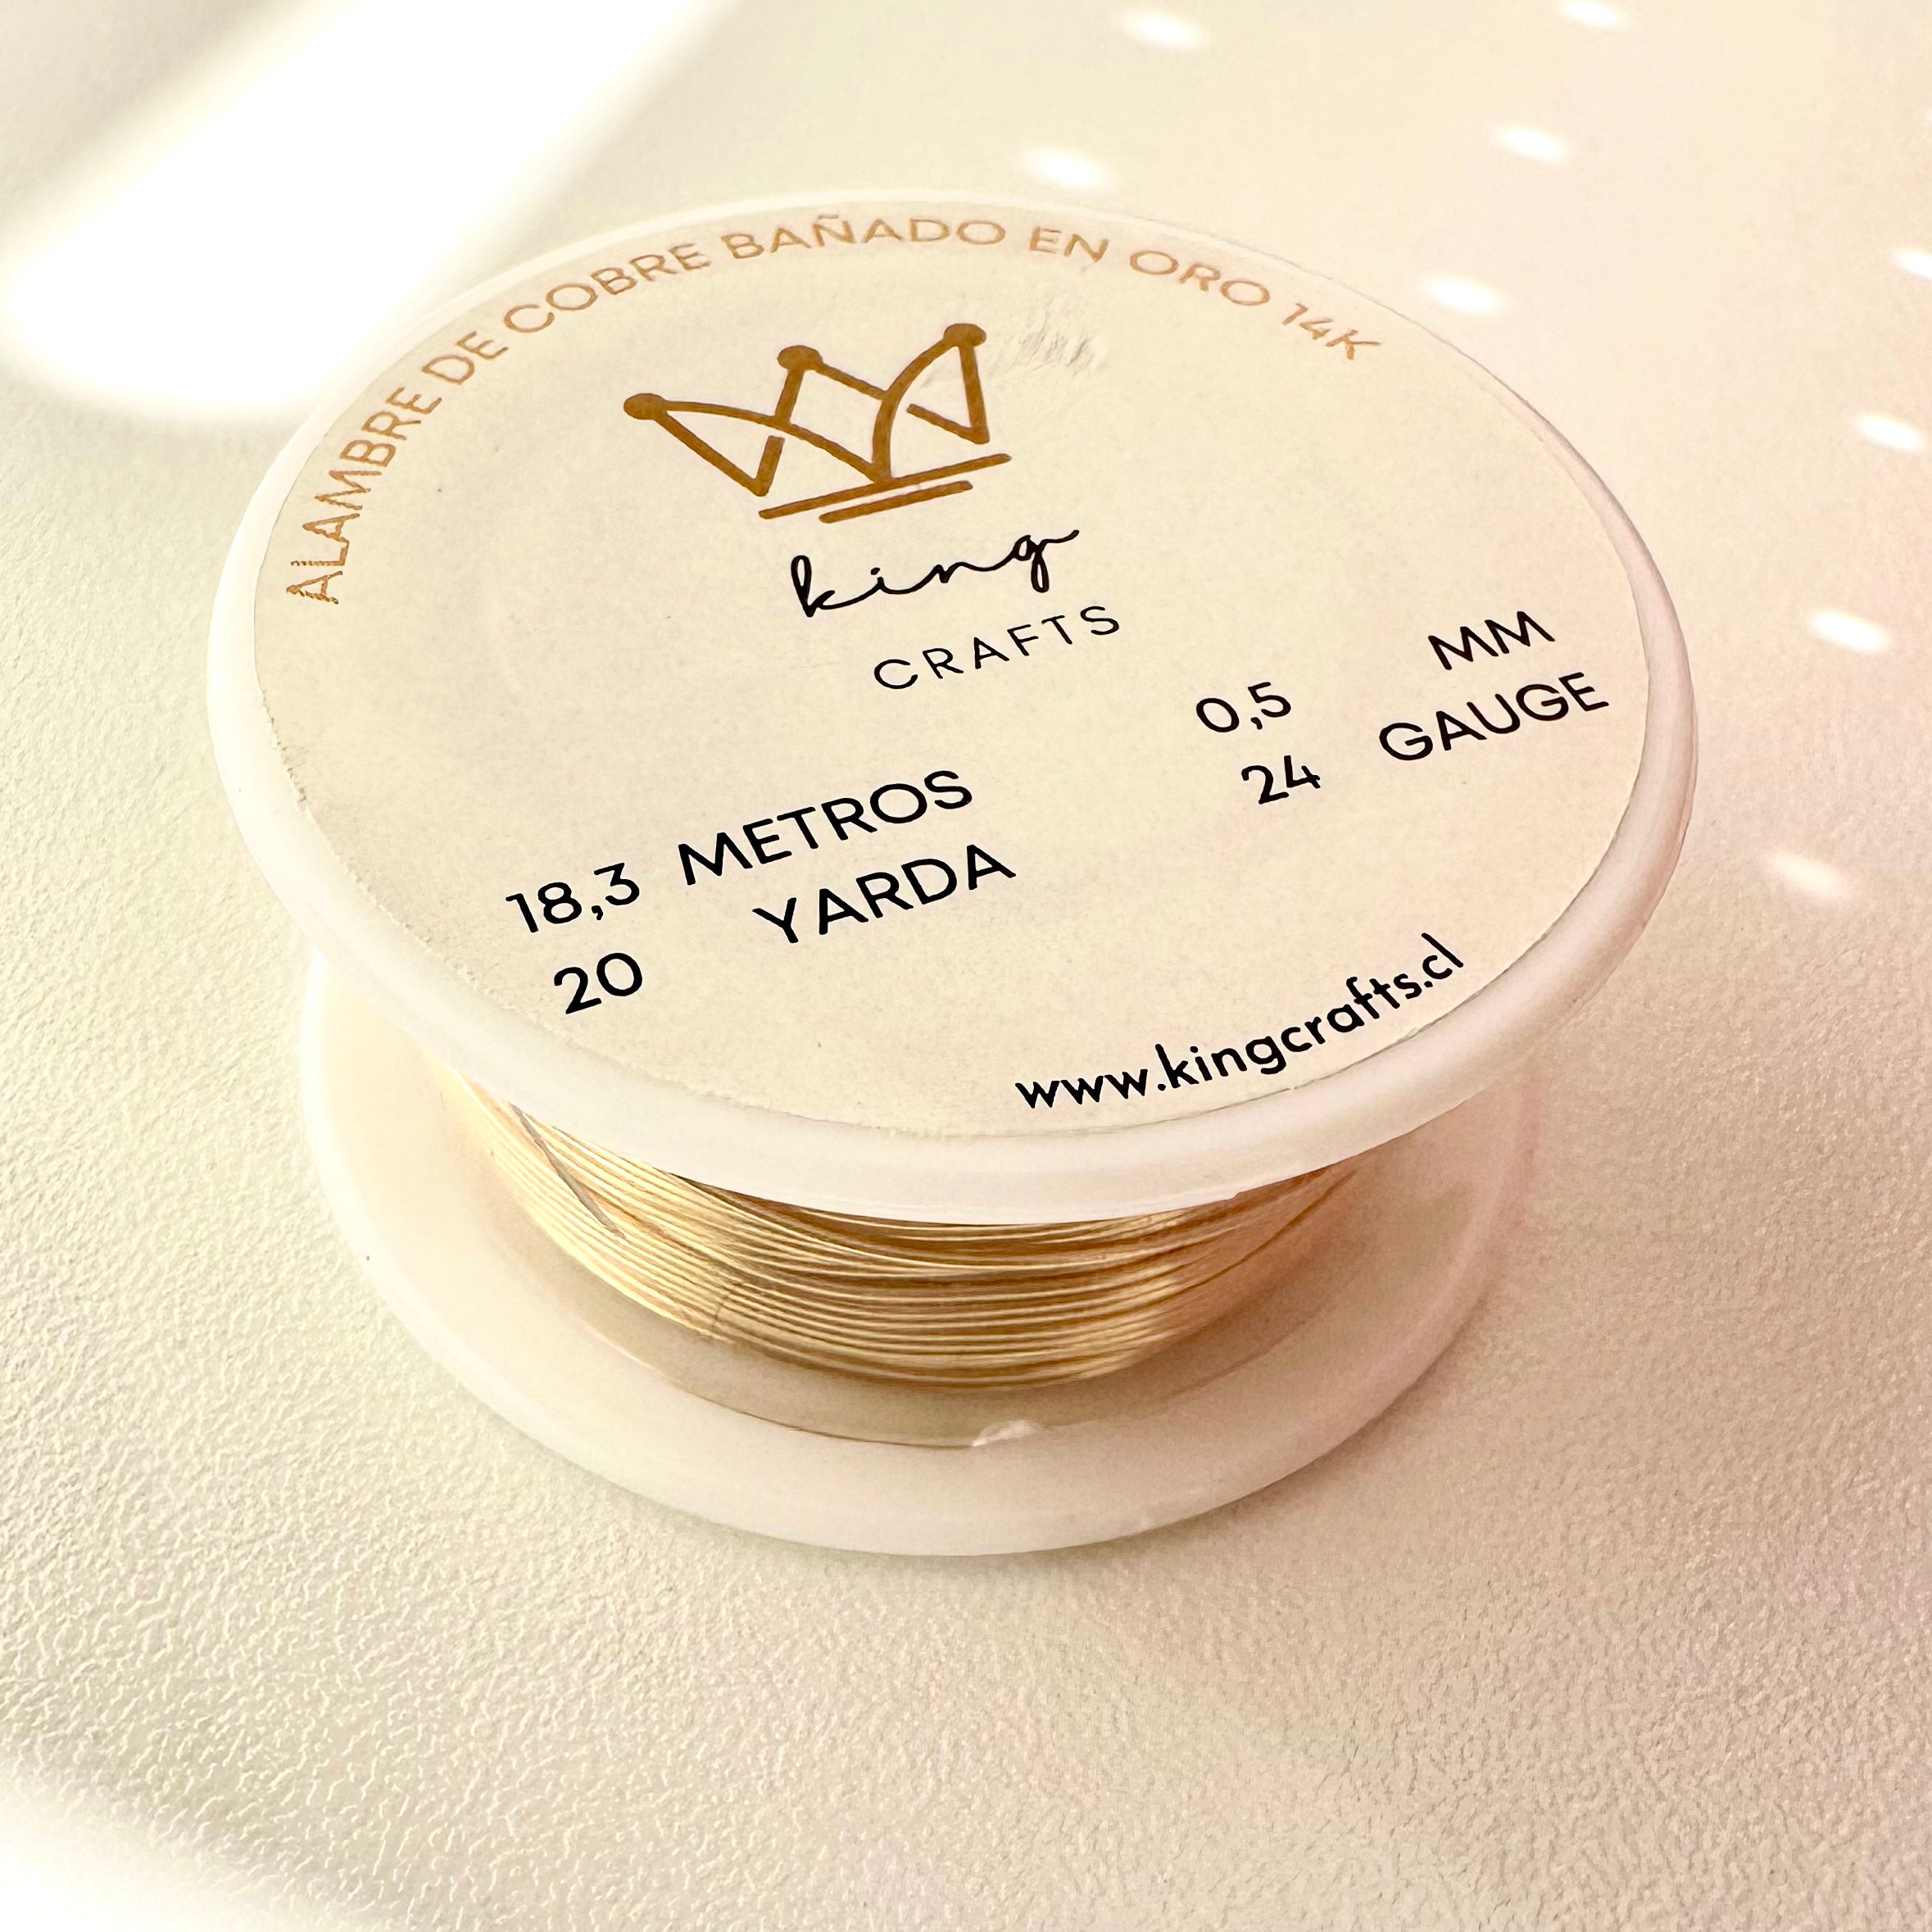 ALAMBRE DE COBRE BAÑADO EN ORO 14K
king
CRAFTS
18,3 METROS
20 YARDA
0,5 MM
24 GAUGE
www.kingcrafts.cl